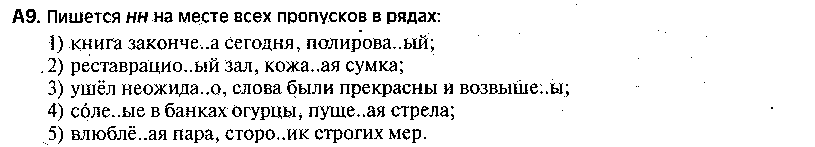 А9. Пишется нн на месте всех пропусков в рядах:
1) книга законче..а сегодня, полирова..ый;
2) реставрацио..ый зал, кожа..ая сумка;
3) ушёл неожида..о, слова были прекрасны и возвыше..ы;
4) со́ле..ые в банках огурцы, пуще..ая стрела;
5) влюблё..ая пара, сторо..ик строгих мер.